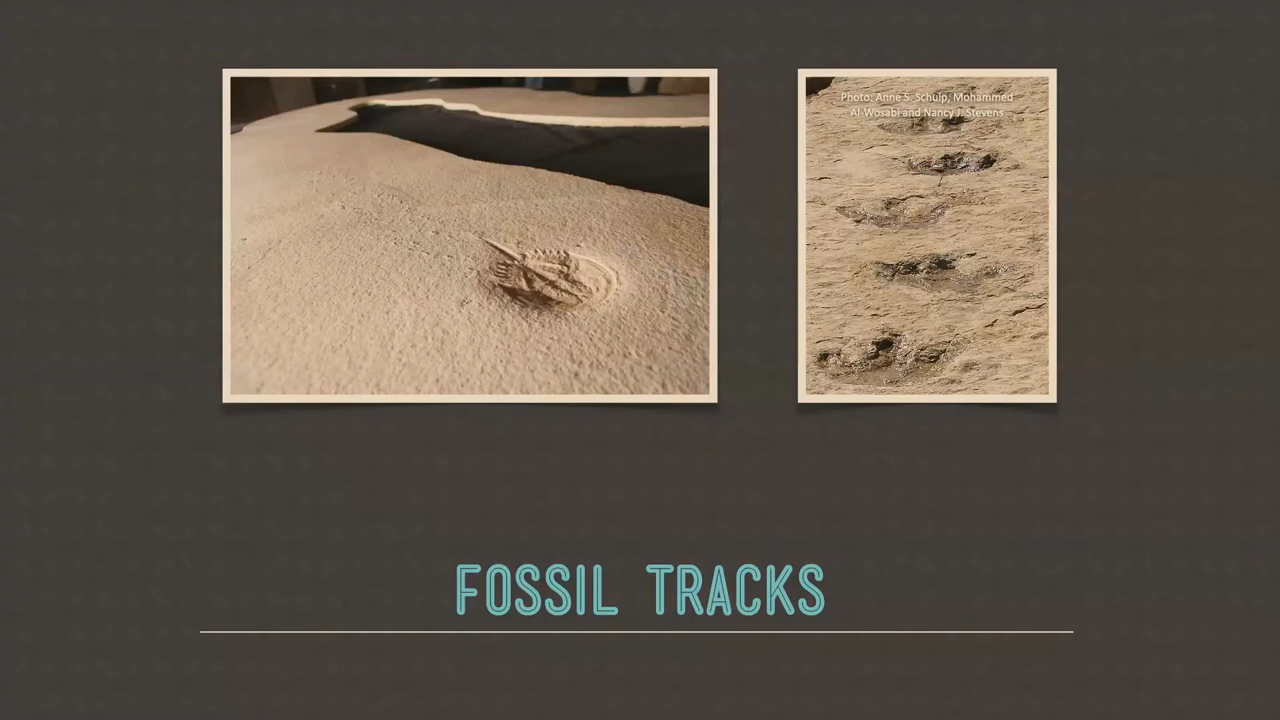 Photo: Anne S. Schulp, Mohammed
Al-Wosabi and Nancy J. Stevens
FOSSIL TRACKS